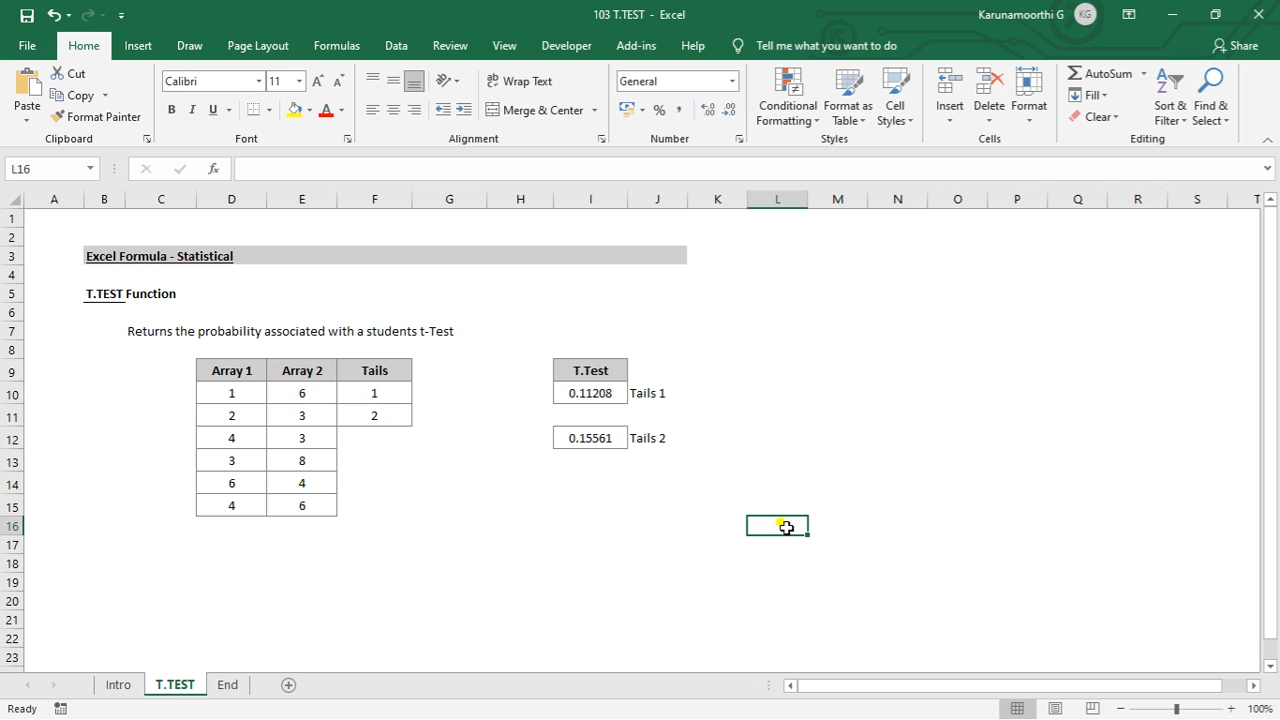 103 T.TEST - Excel
Karunamoorthi G KG
File Home Insert Draw Page Layout Formulas Data Review View Developer Add-ins Help Tell me what you want to do Share
Paste Cut Copy Format Painter
Calibri 11
B I U A
Wrap Text
Merge & Center
General
%
Conditional Formatting
Format as Table
Cell Styles
Insert Delete Format
AutoSum
Fill
Clear
Sort & Filter
Find & Select
Clipboard Font Alignment Number Styles Cells Editing
L16 fx
A B C D E F G H I J K L M N O P Q R S T
1
2
3 Excel Formula - Statistical
4
5 T.TEST Function
6
7 Returns the probability associated with a students t-Test
8
9 Array 1 Array 2 Tails T.Test
10 1 6 1 0.11208 Tails 1
11 2 3 2
12 4 3 0.15561 Tails 2
13 3 8
14 6 4
15 4 6
16
17
18
19
20
21
22
23
Intro T.TEST End
Ready 100%